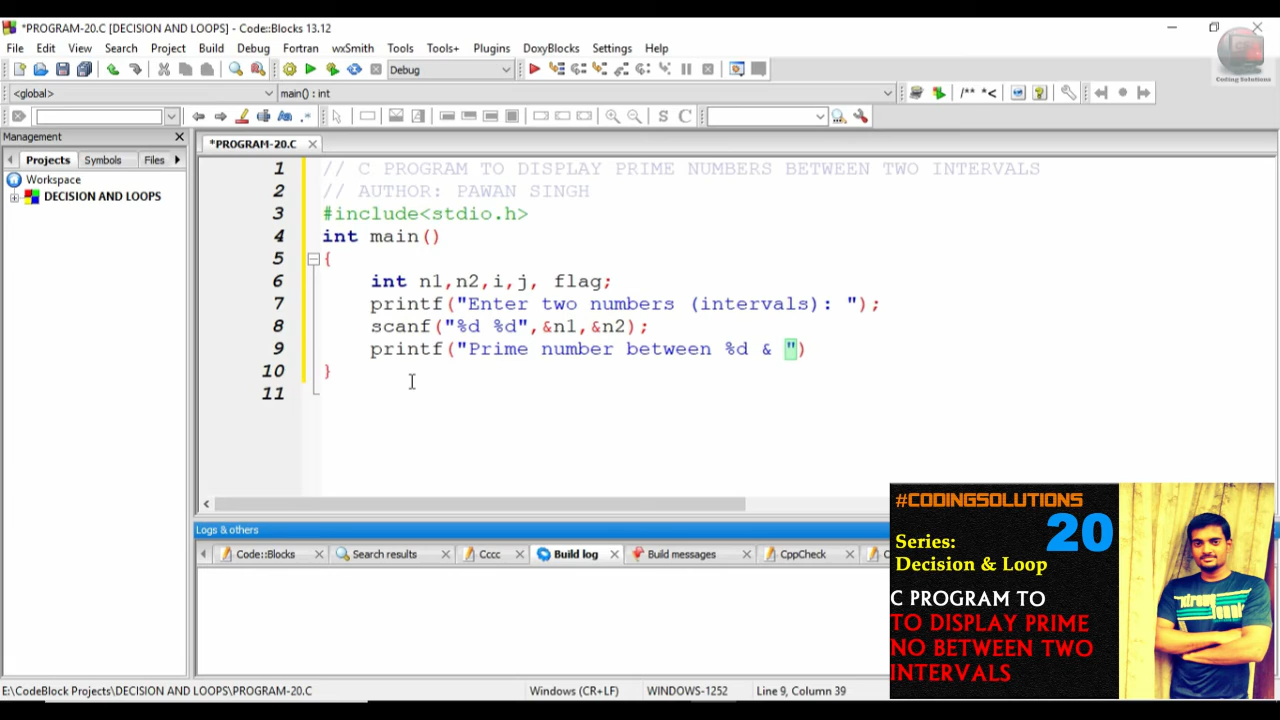 *PROGRAM-20.C [DECISION AND LOOPS] - Code::Blocks 13.12
File Edit View Search Project Build Debug Fortran wxSmith Tools Tools+ Plugins DoxyBlocks Settings Help
Debug
Coding Solutions
<global> main() : int
/** *<
S C
Management
*PROGRAM-20.C
Projects Symbols Files
Workspace
DECISION AND LOOPS
1 // C PROGRAM TO DISPLAY PRIME NUMBERS BETWEEN TWO INTERVALS
2 // AUTHOR: PAWAN SINGH
3 #include<stdio.h>
4 int main()
5 {
6 int n1,n2,i,j, flag;
7 printf("Enter two numbers (intervals): ");
8 scanf("%d %d",&n1,&n2);
9 printf("Prime number between %d & ")
10 }
11
Logs & others
Code::Blocks Search results Cccc Build log Build messages CppCheck
#CODINGSOLUTIONS
20
Series:
Decision & Loop
C PROGRAM TO
TO DISPLAY PRIME
NO BETWEEN TWO
INTERVALS
E:\CodeBlock Projects\DECISION AND LOOPS\PROGRAM-20.C Windows (CR+LF) WINDOWS-1252 Line 9, Column 39